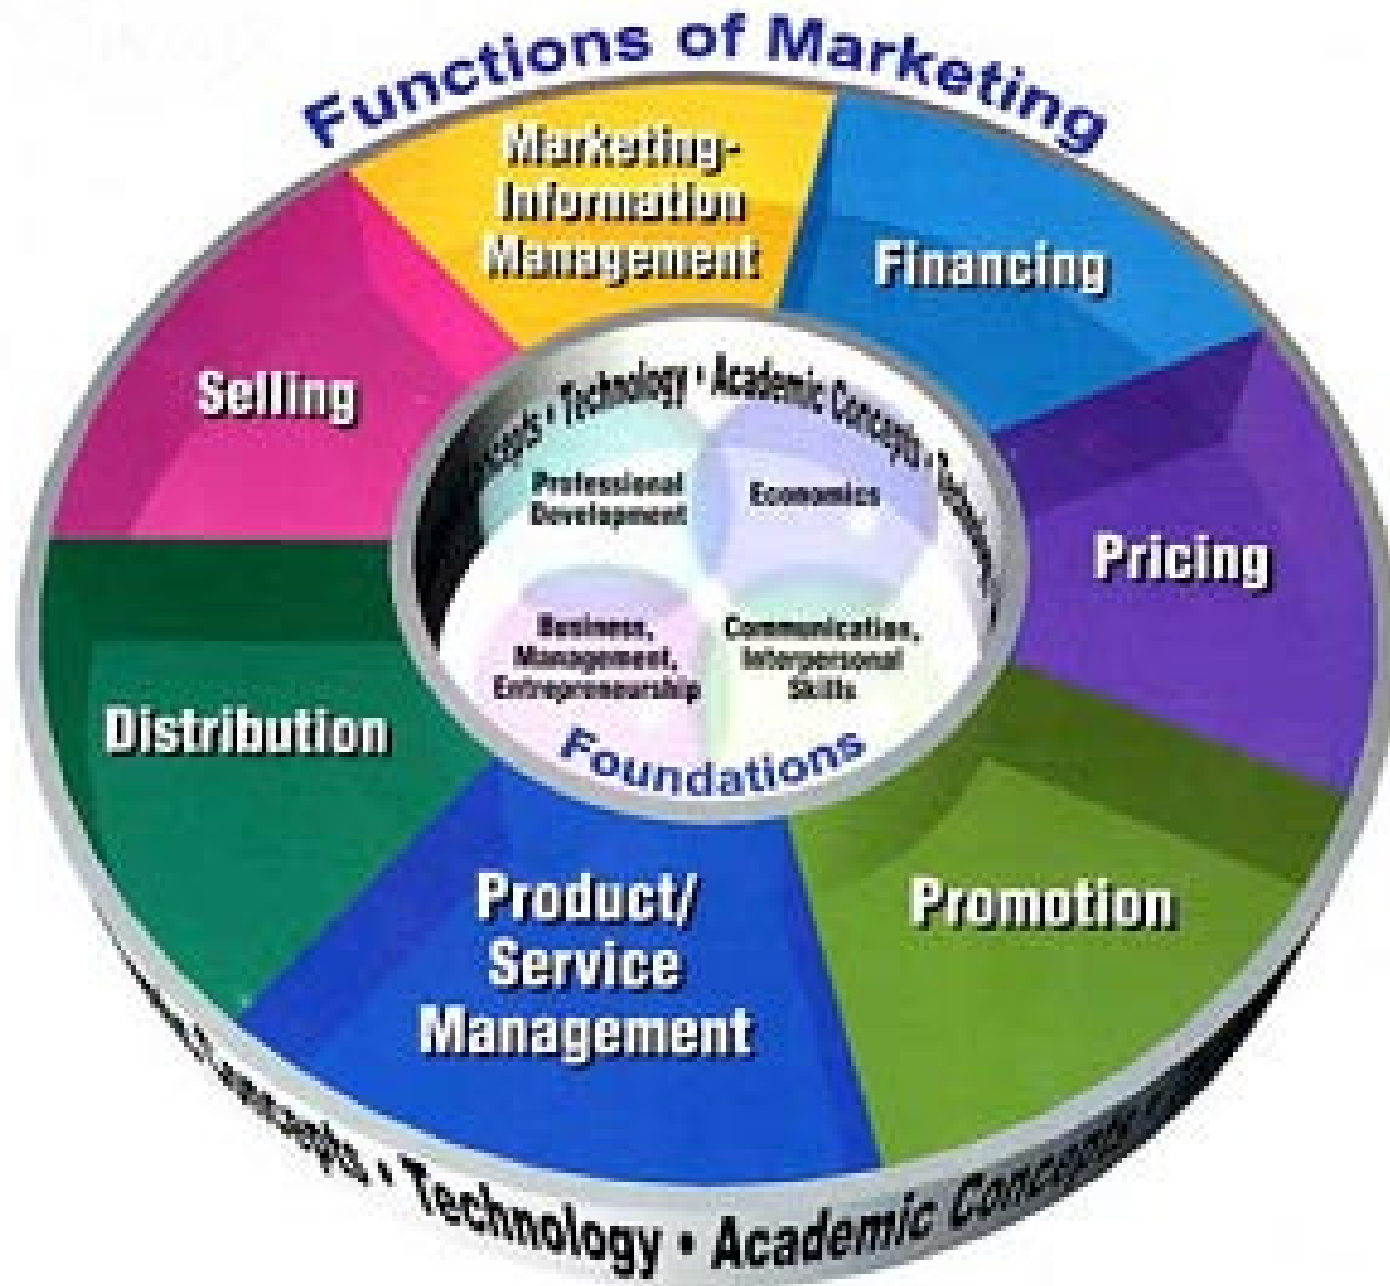 Functions of Marketing
Marketing-
Information
Management
Financing
Pricing
Promotion
Product/
Service
Management
Distribution
Selling
• Technology • Academic Concepts •
Professional
Development
Economics
Business,
Management,
Entrepreneurship
Communication,
Interpersonal
Skills
Foundations
• Technology • Academic Concepts